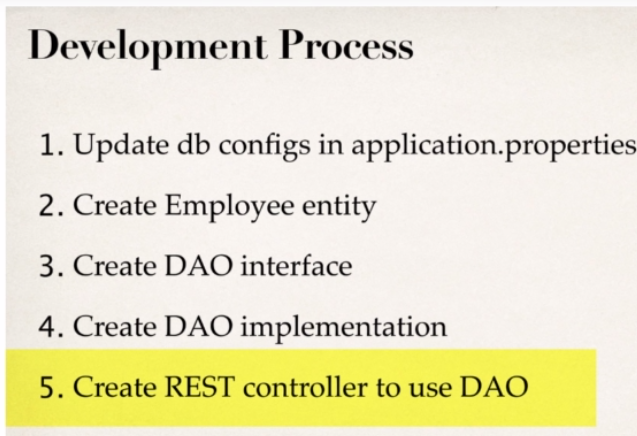 Development Process
1. Update db configs in application.properties
2. Create Employee entity
3. Create DAO interface
4. Create DAO implementation
5. Create REST controller to use DAO